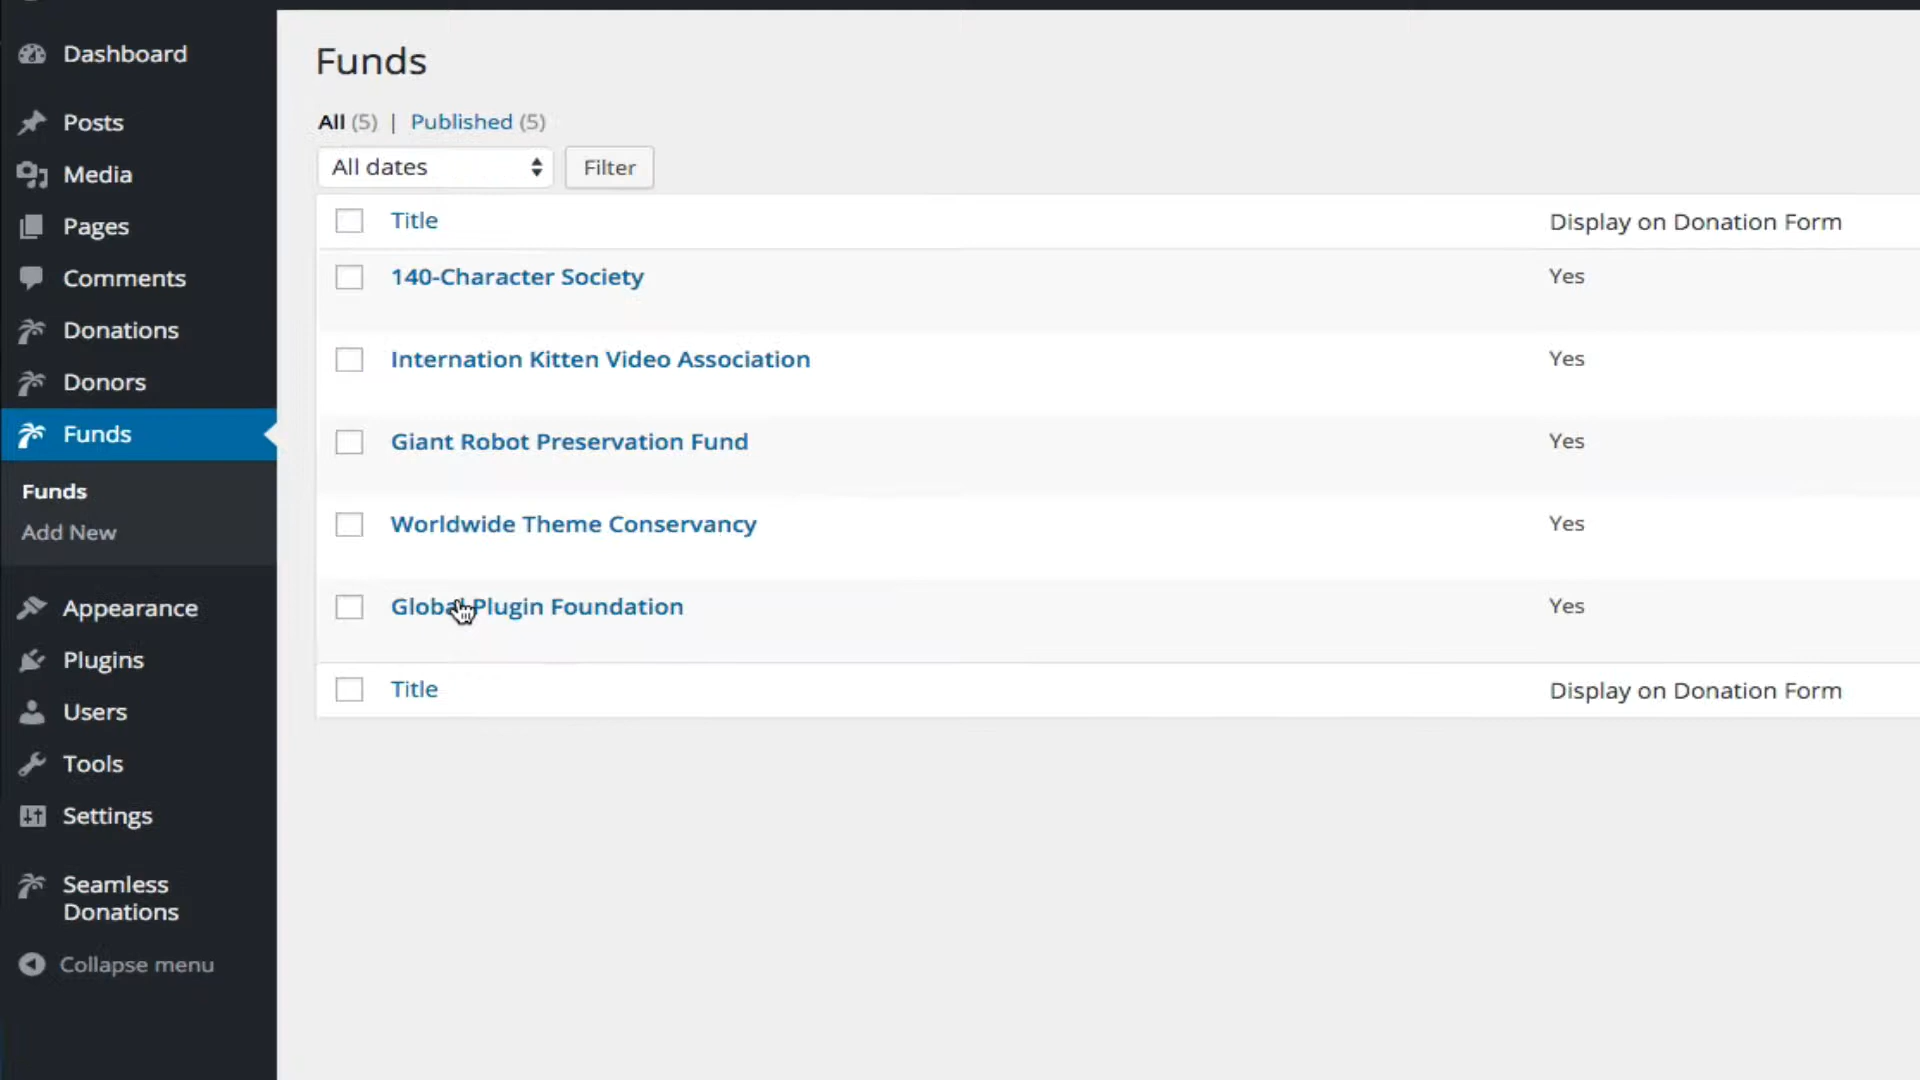 Dashboard
Posts
Media
Pages
Comments
Donations
Donors
Funds
Funds
Add New
Appearance
Plugins
Users
Tools
Settings
Seamless
Donations
Collapse menu
Funds
All (5) | Published (5)
All dates Filter
Title Display on Donation Form
140-Character Society Yes
Internation Kitten Video Association Yes
Giant Robot Preservation Fund Yes
Worldwide Theme Conservancy Yes
Global Plugin Foundation Yes
Title Display on Donation Form